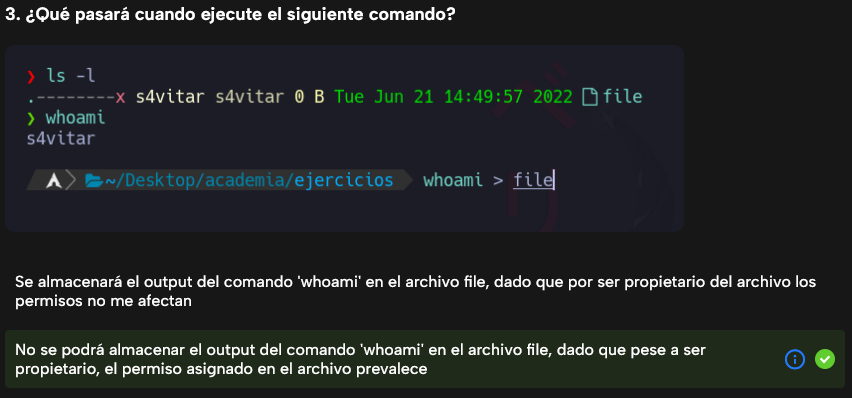 3. ¿Qué pasará cuando ejecute el siguiente comando?
❯ ls -l
.--------x s4vitar s4vitar 0 B Tue Jun 21 14:49:57 2022 file
❯ whoami
s4vitar
~/Desktop/academia/ejercicios whoami > file
Se almacenará el output del comando 'whoami' en el archivo file, dado que por ser propietario del archivo los
permisos no me afectan
No se podrá almacenar el output del comando 'whoami' en el archivo file, dado que pese a ser
propietario, el permiso asignado en el archivo prevalece